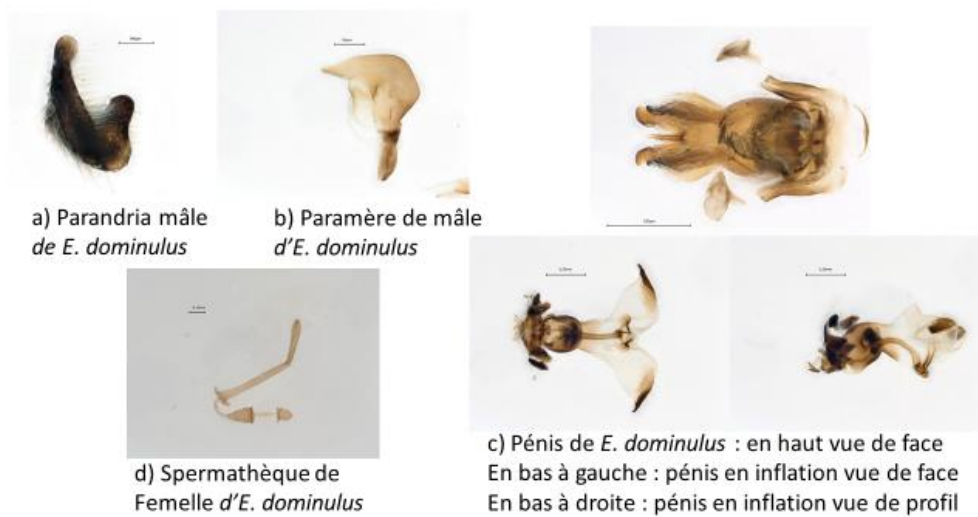 a) Parandria mâle
de E. dominulus
b) Paramère de mâle
d’E. dominulus
d) Spermathèque de
Femelle d’E. dominulus
c) Pénis de E. dominulus : en haut vue de face
En bas à gauche : pénis en inflation vue de face
En bas à droite : pénis en inflation vue de profil